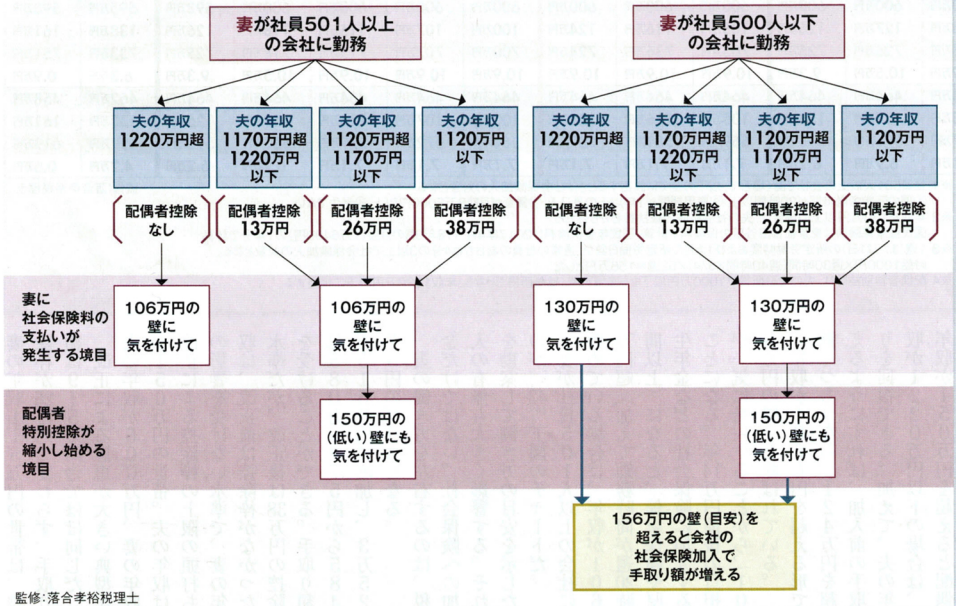 妻が社員501人以上
の会社に勤務
妻が社員500人以下
の会社に勤務
夫の年収
1220万円超
夫の年収
1170万円超
1220万円
以下
夫の年収
1120万円超
1170万円
以下
夫の年収
1120万円
以下
夫の年収
1220万円超
夫の年収
1170万円超
1220万円
以下
夫の年収
1120万円超
1170万円
以下
夫の年収
1120万円
以下
配偶者控除
なし
配偶者控除
13万円
配偶者控除
26万円
配偶者控除
38万円
配偶者控除
なし
配偶者控除
13万円
配偶者控除
26万円
配偶者控除
38万円
妻に
社会保険料の
支払いが
発生する境目
106万円の
壁に
気を付けて
106万円の
壁に
気を付けて
130万円の
壁に
気を付けて
130万円の
壁に
気を付けて
配偶者
特別控除が
縮小し始める
境目
150万円の
(低い)壁にも
気を付けて
150万円の
(低い)壁にも
気を付けて
156万円の壁(目安)を
超えると会社の
社会保険加入で
手取り額が増える
監修:落合孝裕税理士